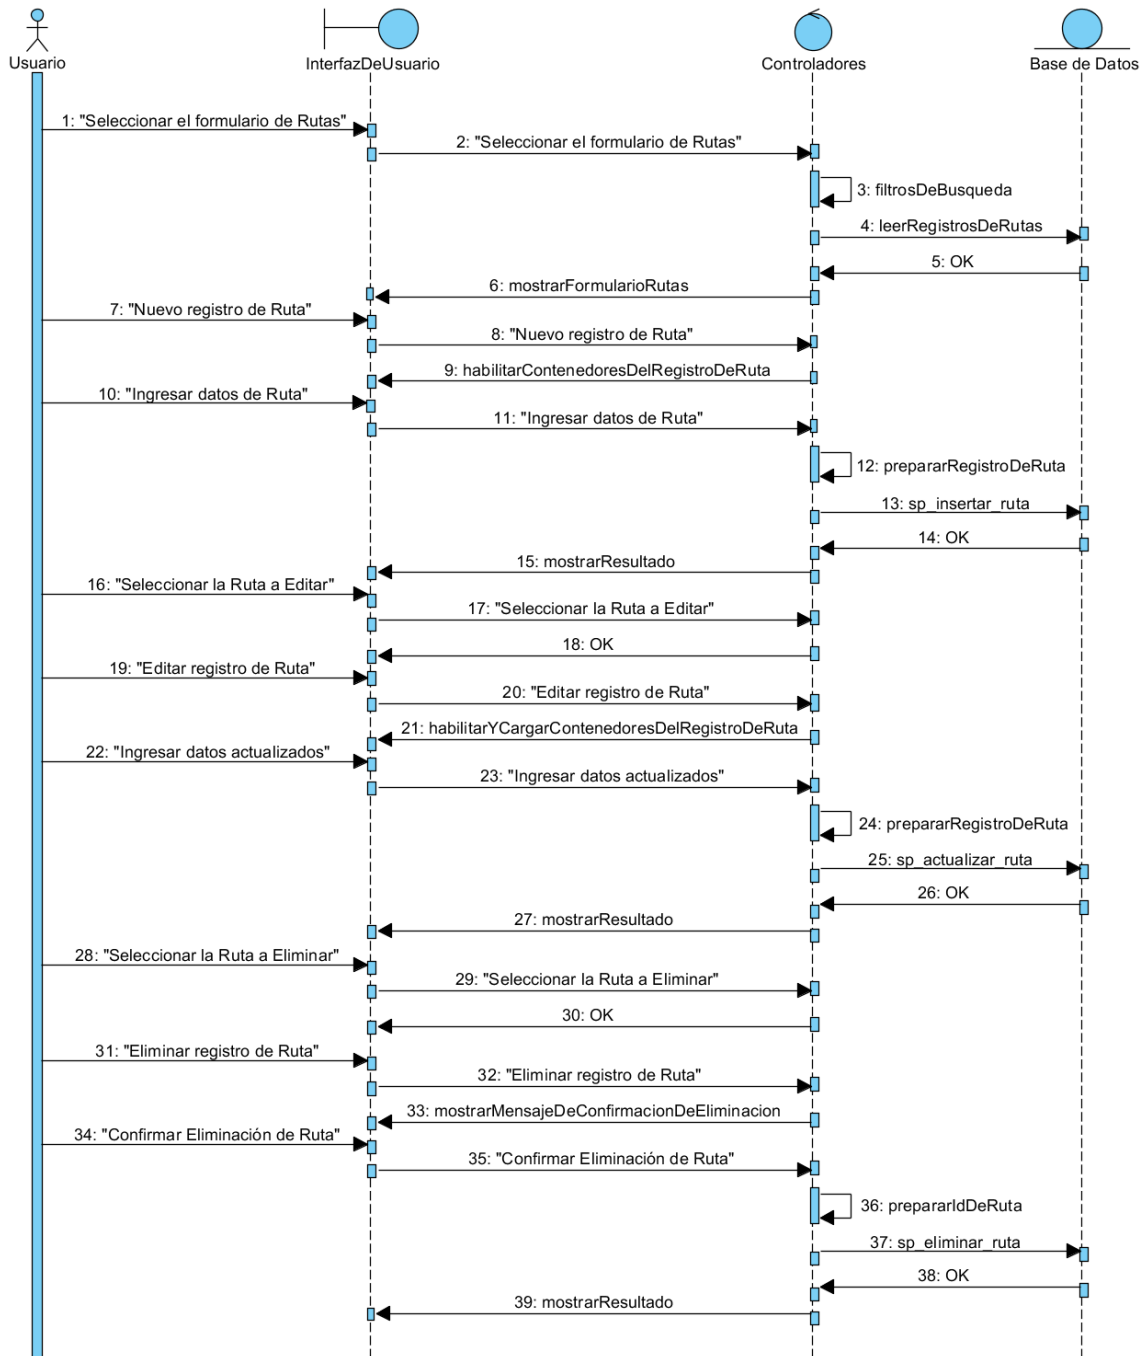 Usuario
InterfazDeUsuario
Controladores
Base de Datos
1: "Seleccionar el formulario de Rutas"
2: "Seleccionar el formulario de Rutas"
3: filtrosDeBusqueda
4: leerRegistrosDeRutas
5: OK
6: mostrarFormularioRutas
7: "Nuevo registro de Ruta"
8: "Nuevo registro de Ruta"
9: habilitarContenedoresDelRegistroDeRuta
10: "Ingresar datos de Ruta"
11: "Ingresar datos de Ruta"
12: prepararRegistroDeRuta
13: sp_insertar_ruta
14: OK
15: mostrarResultado
16: "Seleccionar la Ruta a Editar"
17: "Seleccionar la Ruta a Editar"
18: OK
19: "Editar registro de Ruta"
20: "Editar registro de Ruta"
21: habilitarYCargarContenedoresDelRegistroDeRuta
22: "Ingresar datos actualizados"
23: "Ingresar datos actualizados"
24: prepararRegistroDeRuta
25: sp_actualizar_ruta
26: OK
27: mostrarResultado
28: "Seleccionar la Ruta a Eliminar"
29: "Seleccionar la Ruta a Eliminar"
30: OK
31: "Eliminar registro de Ruta"
32: "Eliminar registro de Ruta"
33: mostrarMensajeDeConfirmacionDeEliminacion
34: "Confirmar Eliminación de Ruta"
35: "Confirmar Eliminación de Ruta"
36: prepararIdDeRuta
37: sp_eliminar_ruta
38: OK
39: mostrarResultado